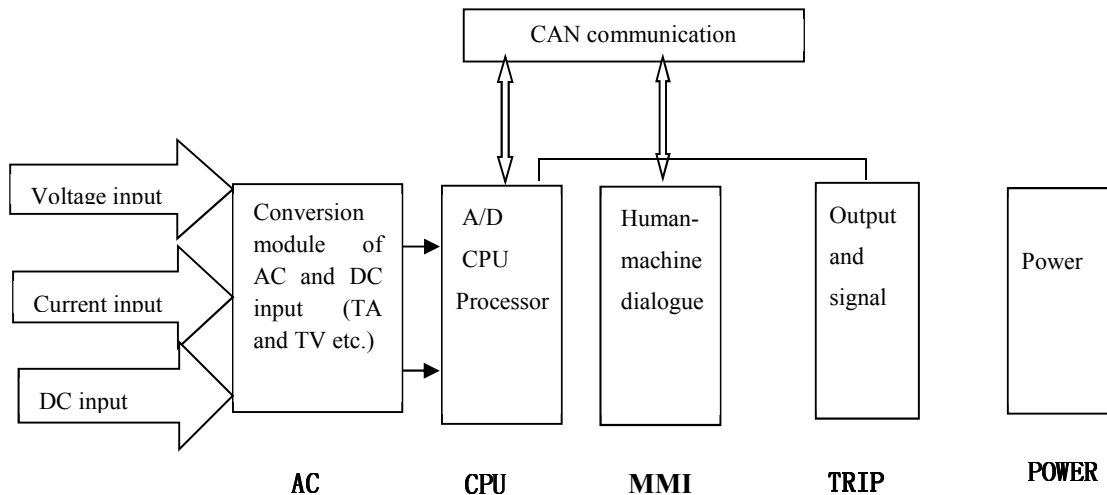 CAN communication
Voltage input
Current input
DC input
Conversion
module of
AC and DC
input (TA
and TV etc.)
A/D
CPU
Processor
Human-
machine
dialogue
Output
and
signal
Power
AC
CPU
MMI
TRIP
POWER